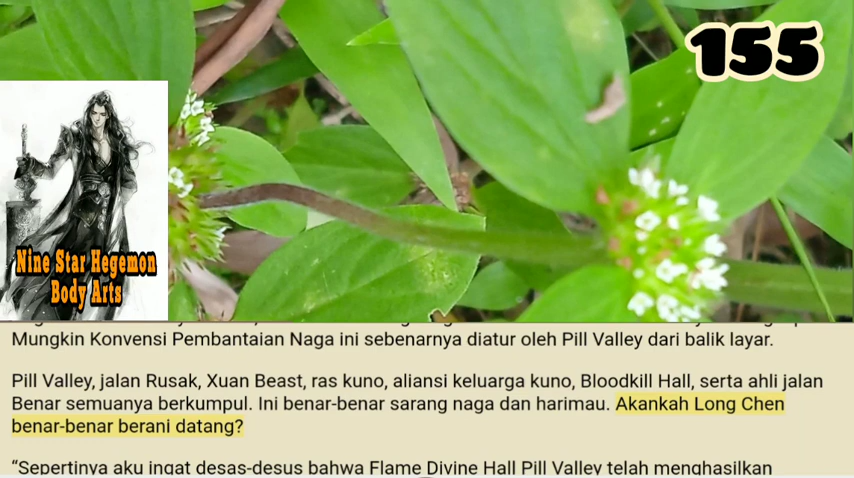 155
Nine Star Hegemon
Body Arts
Mungkin Konvensi Pembantaian Naga ini sebenarnya diatur oleh Pill Valley dari balik layar.
Pill Valley, jalan Rusak, Xuan Beast, ras kuno, aliansi keluarga kuno, Bloodkill Hall, serta ahli jalan
Benar semuanya berkumpul. Ini benar-benar sarang naga dan harimau. Akankah Long Chen
benar-benar berani datang?
“Sepertinya aku ingat desas-desus bahwa Flame Divine Hall Pill Valley telah menghasilkan